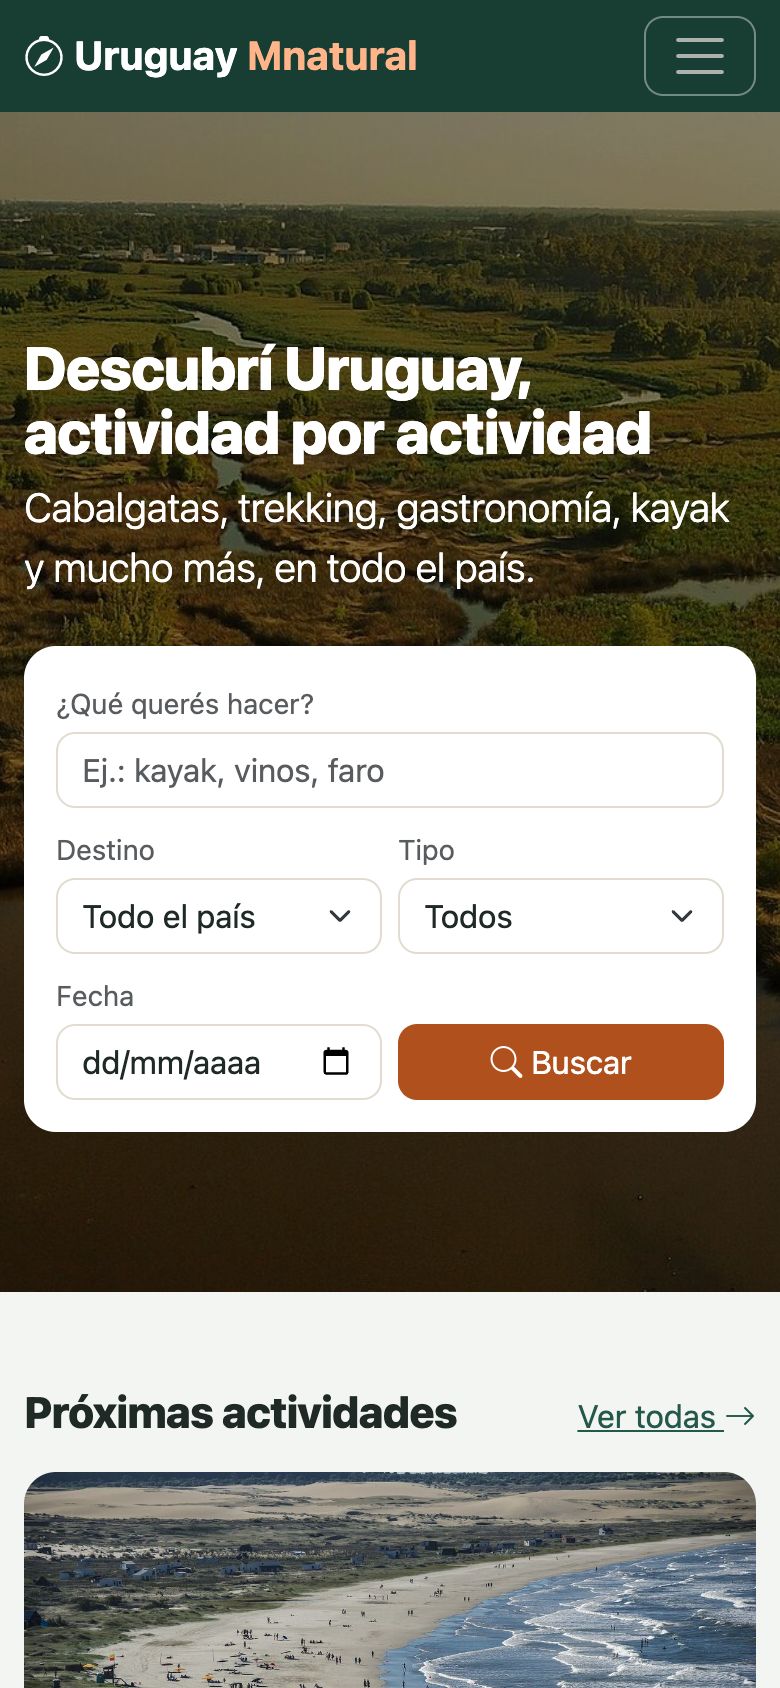 Uruguay Mnatural
Descubrí Uruguay,
actividad por actividad
Cabalgatas, trekking, gastronomía, kayak
y mucho más, en todo el país.
¿Qué querés hacer?
Ej.: kayak, vinos, faro
Destino
Tipo
Todo el país
Todos
Fecha
dd/mm/aaaa
Buscar
Próximas actividades
Ver todas →